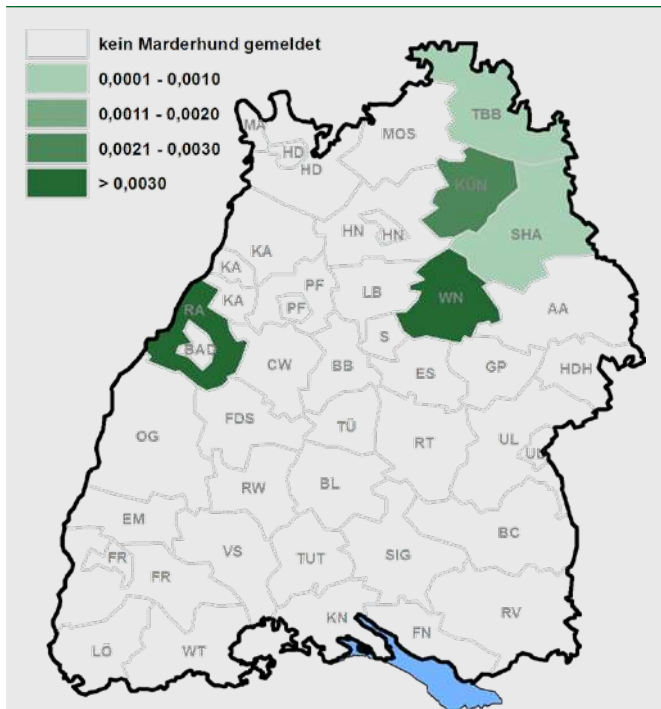 kein Marderhund gemeldet
0,0001 - 0,0010
0,0011 - 0,0020
0,0021 - 0,0030
> 0,0030
TBB
MA
MOS
HD
HD
KÜN
HN
HN
SHA
KA
KA
PF
LB
WN
RA
KA
PF
AA
S
BAD
CW
BB
ES
GP
HDH
FDS
TÜ
OG
RT
UL
UL
RW
BL
EM
BC
FR
VS
TUT
SIG
FR
RV
KN
FN
LÖ
WT